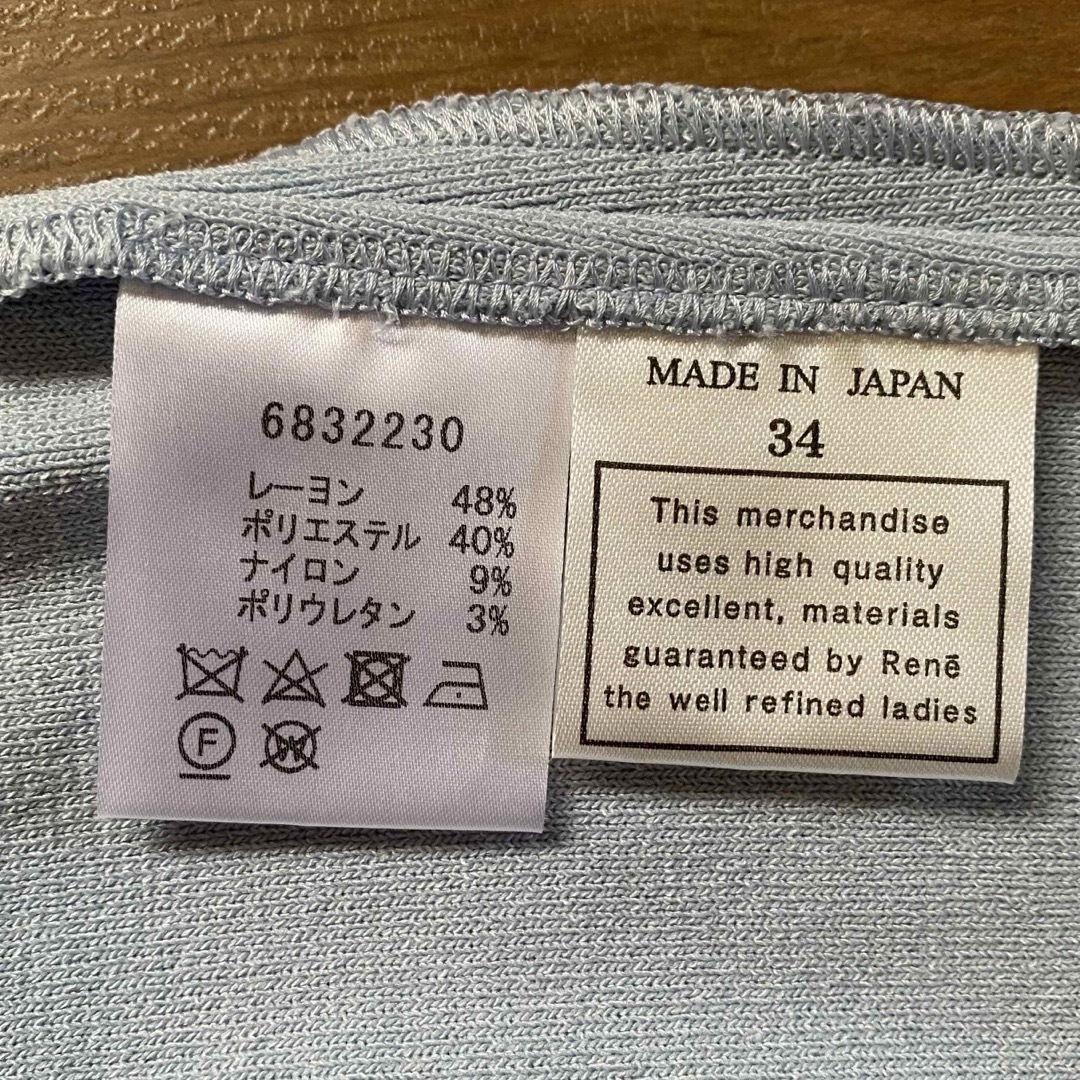 6832230
レーヨン 48%
ポリエステル 40%
ナイロン 9%
ポリウレタン 3%
F
W
MADE IN JAPAN
34
This merchandise
uses high quality
excellent, materials
guaranteed by René
the well refined ladies